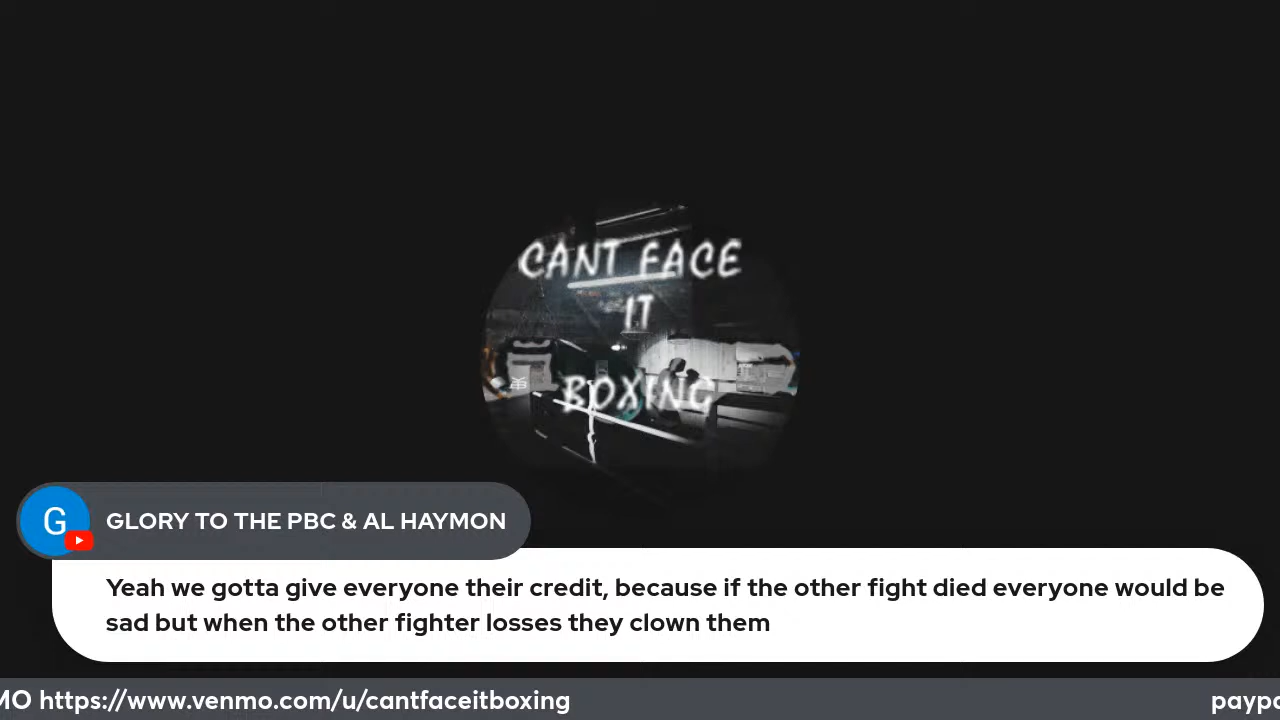 CANT FACE
IT
BOXING
G
GLORY TO THE PBC & AL HAYMON
Yeah we gotta give everyone their credit, because if the other fight died everyone would be
sad but when the other fighter losses they clown them
MO https://www.venmo.com/u/cantfaceitboxing
paypa